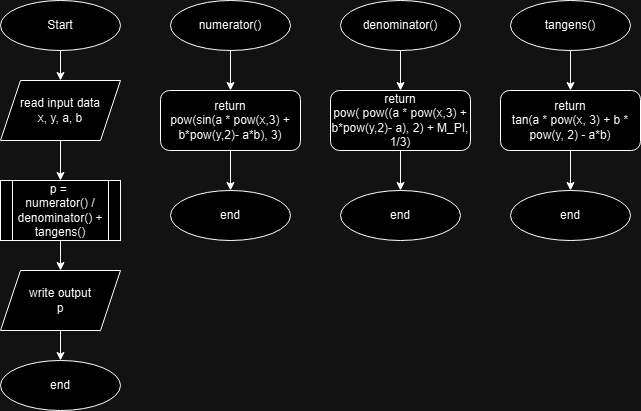 Start
read input data
x, y, a, b
p =
numerator() /
denominator() +
tangens()
write output
p
end
numerator()
return
pow(sin(a * pow(x,3) +
b*pow(y,2)- a*b), 3)
end
denominator()
return
pow( pow((a * pow(x,3) +
b*pow(y,2)- a), 2) + M_PI,
1/3)
end
tangens()
return
tan(a * pow(x, 3) + b *
pow(y, 2) - a*b)
end